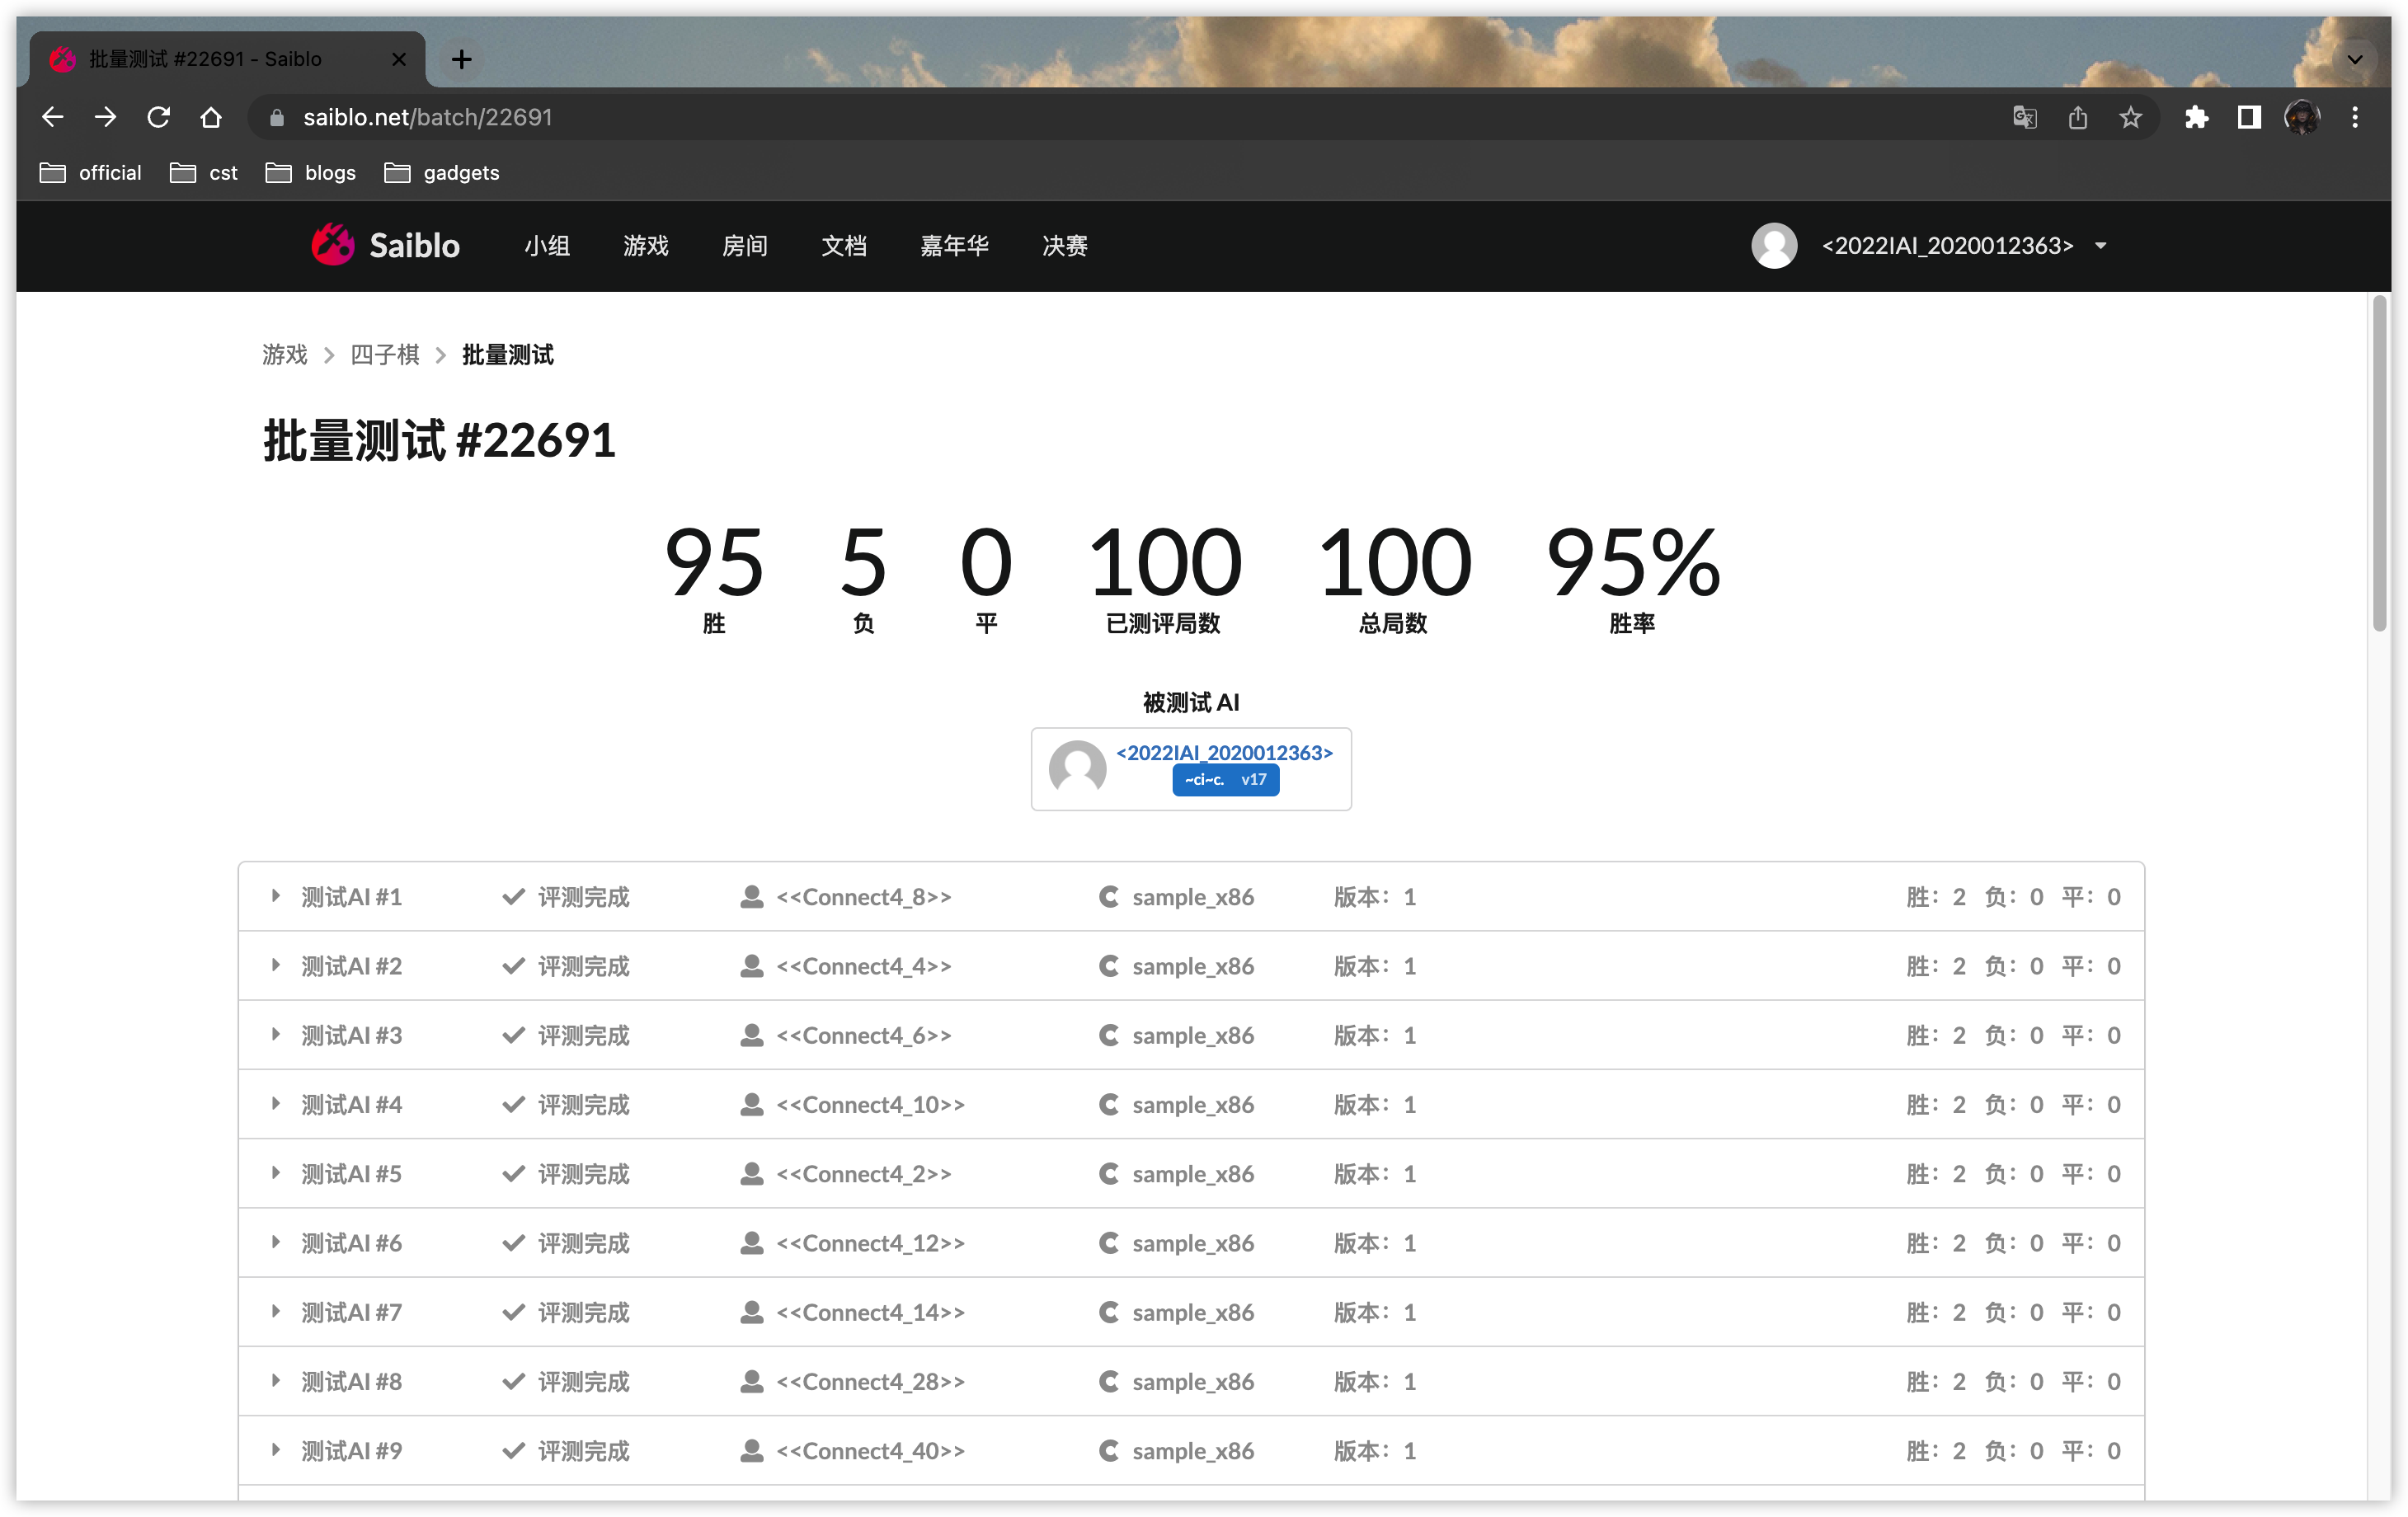 批量测试 #22691 - Saiblo
saiblo.net/batch/22691
official cst blogs gadgets
Saiblo 小组 游戏 房间 文档 嘉年华 决赛 <2022IAI_2020012363>
游戏 > 四子棋 > 批量测试
批量测试 #22691
95 5 0 100 100 95%
胜 负 平 已测评局数 总局数 胜率
被测试 AI
<2022IAI_2020012363>
~ci~c. v17
测试AI #1 评测完成 <<Connect4_8>> sample_x86 版本：1 胜：2 负：0 平：0
测试AI #2 评测完成 <<Connect4_4>> sample_x86 版本：1 胜：2 负：0 平：0
测试AI #3 评测完成 <<Connect4_6>> sample_x86 版本：1 胜：2 负：0 平：0
测试AI #4 评测完成 <<Connect4_10>> sample_x86 版本：1 胜：2 负：0 平：0
测试AI #5 评测完成 <<Connect4_2>> sample_x86 版本：1 胜：2 负：0 平：0
测试AI #6 评测完成 <<Connect4_12>> sample_x86 版本：1 胜：2 负：0 平：0
测试AI #7 评测完成 <<Connect4_14>> sample_x86 版本：1 胜：2 负：0 平：0
测试AI #8 评测完成 <<Connect4_28>> sample_x86 版本：1 胜：2 负：0 平：0
测试AI #9 评测完成 <<Connect4_40>> sample_x86 版本：1 胜：2 负：0 平：0